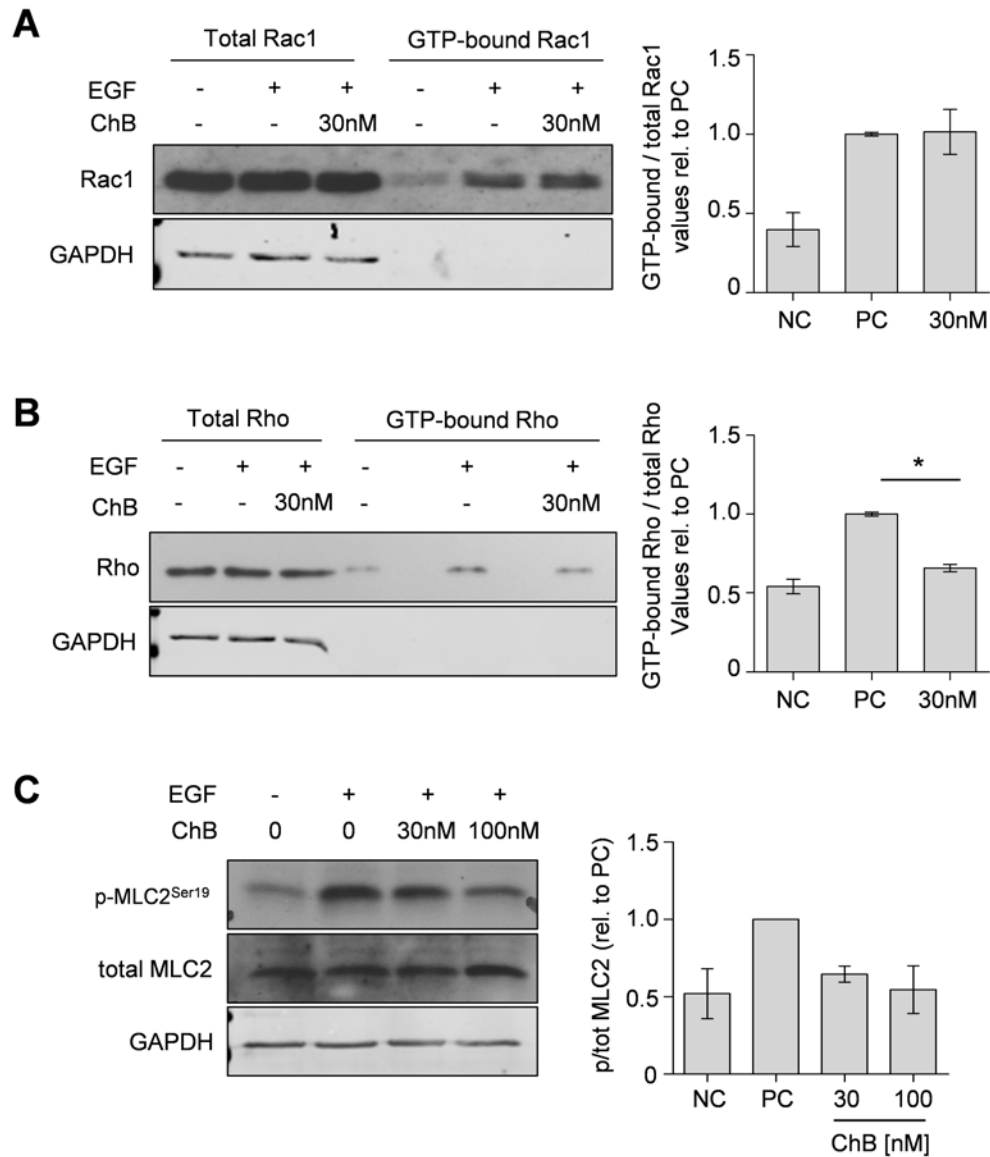 A
Total Rac1 GTP-bound Rac1
EGF - + + - + +
ChB - - 30nM - - 30nM
Rac1
GAPDH
GTP-bound / total Rac1
values rel. to PC
1.5
1.0
0.5
0
NC PC 30nM
B
Total Rho GTP-bound Rho
EGF - + + - + +
ChB - - 30nM - - 30nM
Rho
GAPDH
GTP-bound Rho / total Rho
Values rel. to PC
1.5
1.0
0.5
0
*
NC PC 30nM
C
EGF - + + +
ChB 0 0 30nM 100nM
p-MLC2Ser19
total MLC2
GAPDH
p/tot MLC2 (rel. to PC)
1.5
1.0
0.5
0
NC PC 30 100
ChB [nM]